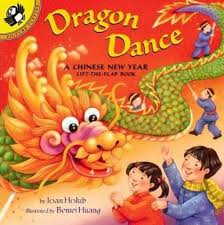 Dragon
Dance
A CHINESE NEW YEAR
LIFT-THE-FLAP BOOK
by Joan Holub
Illustrated by Benrei Huang